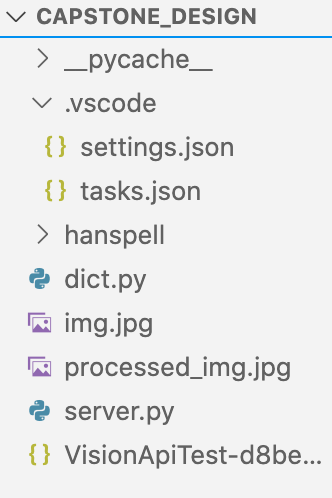 CAPSTONE_DESIGN
__pycache__
.vscode
{} settings.json
{} tasks.json
hanspell
dict.py
img.jpg
processed_img.jpg
server.py
{} VisionApiTest-d8be...